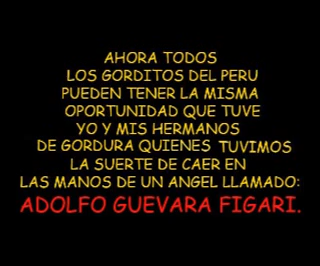 AHORA TODOS
LOS GORDITOS DEL PERU
PUEDEN TENER LA MISMA
OPORTUNIDAD QUE TUVE
YO Y MIS HERMANOS
DE GORDURA QUIENES TUVIMOS
LA SUERTE DE CAER EN
LAS MANOS DE UN ANGEL LLAMADO:
ADOLFO GUEVARA FIGARI.